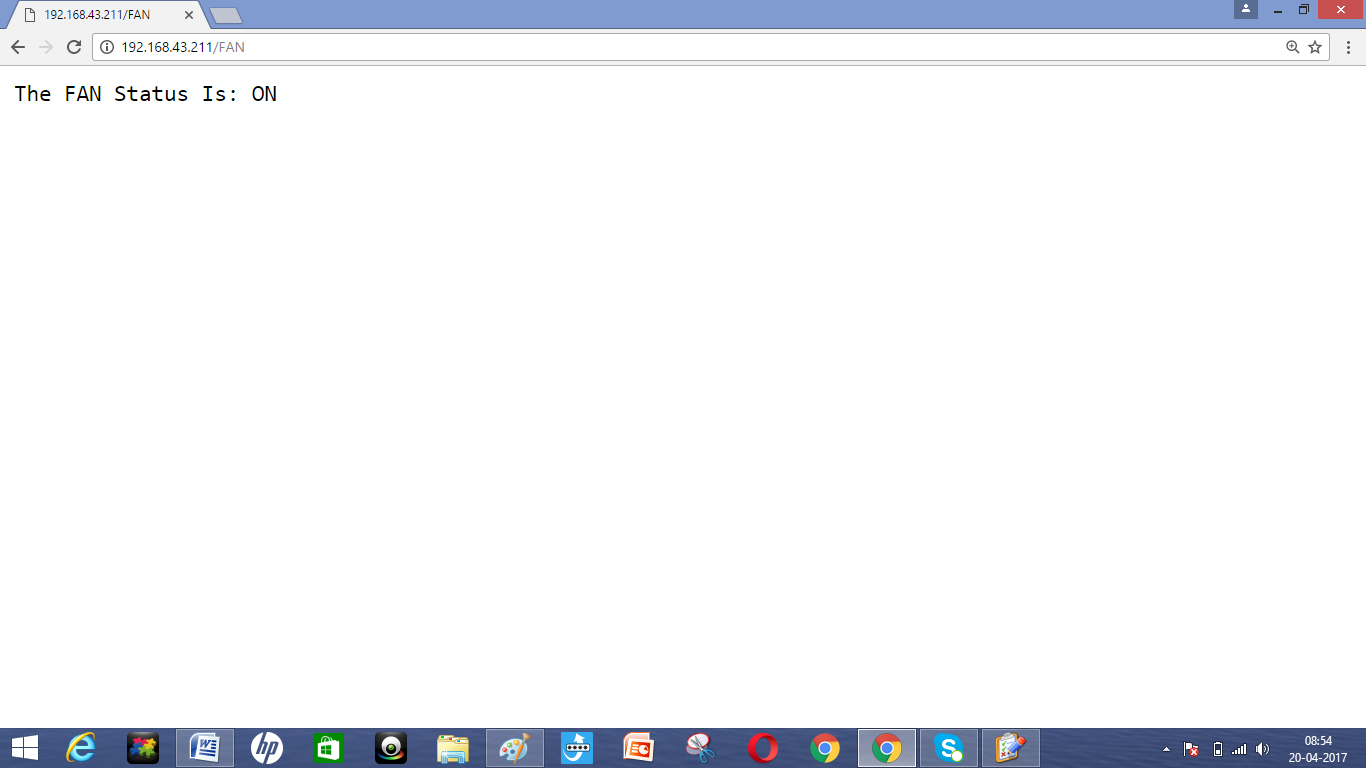 192.168.43.211/FAN
192.168.43.211/FAN
The FAN Status Is: ON
hp
08:54
20-04-2017